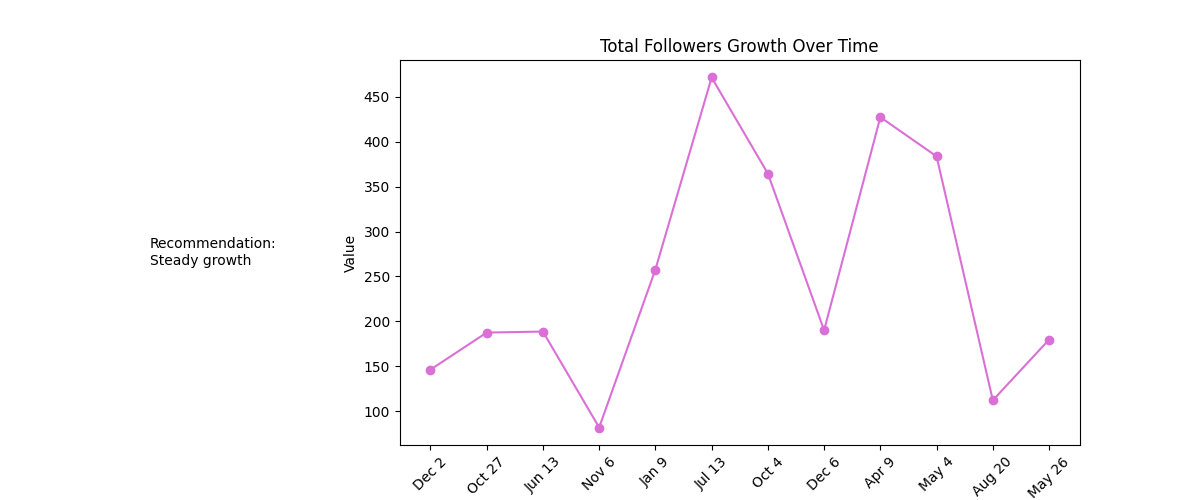 Total Followers Growth Over Time
Recommendation:
Steady growth
Value
450
400
350
300
250
200
150
100
Dec 2
Oct 27
Jun 13
Nov 6
Jan 9
Jul 13
Oct 4
Dec 6
Apr 9
May 4
Aug 20
May 26